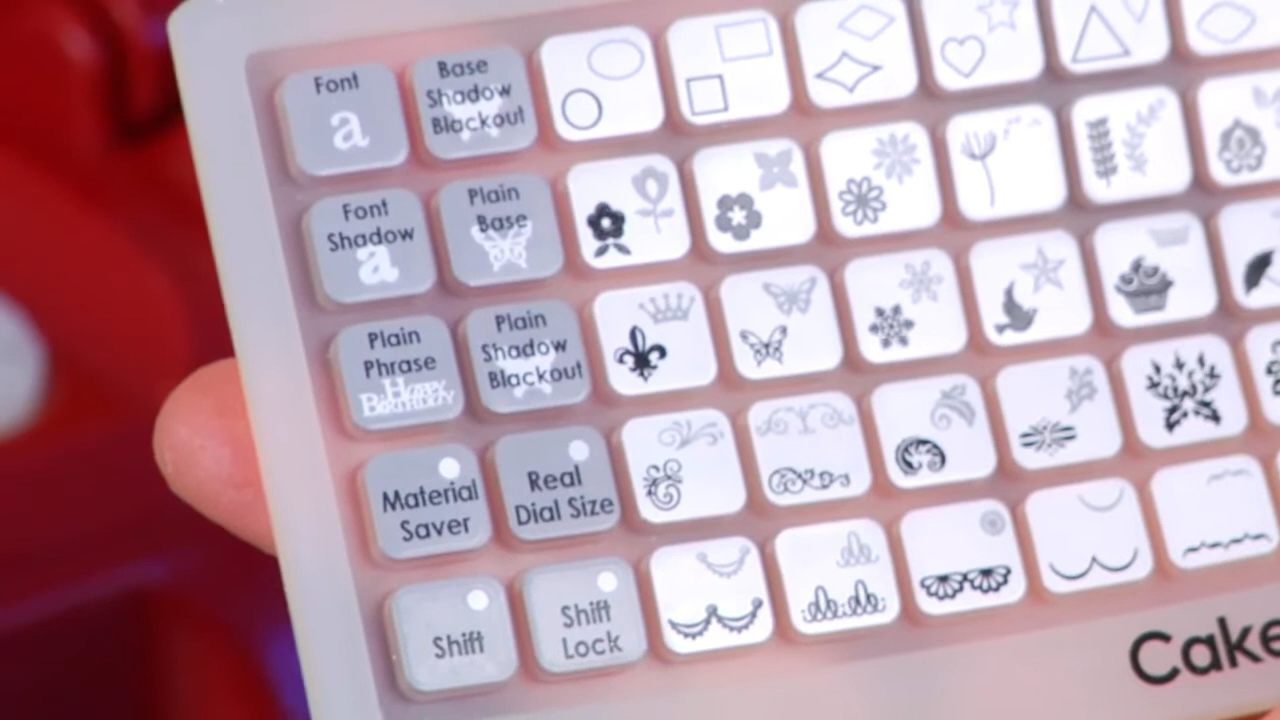 Font
a
Base
Shadow
Blackout
Font
Shadow
a
Plain
Base
Plain
Phrase
Happy
Birthday
Plain
Shadow
Blackout
Material
Saver
Real
Dial Size
Shift
Shift
Lock
Cake